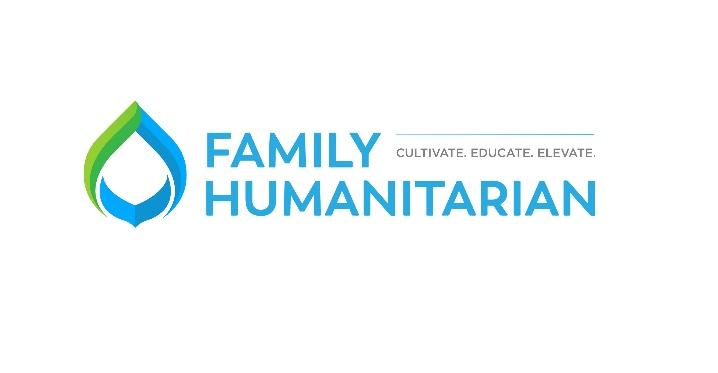 FAMILY
CULTIVATE. EDUCATE. ELEVATE.
HUMANITARIAN